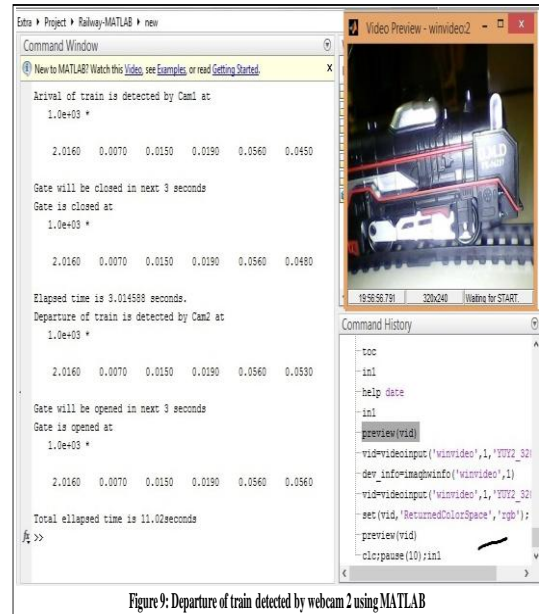 Extra ▸ Project ▸ Railway-MATLAB ▸ new
Command Window
New to MATLAB? Watch this Video, see Examples, or read Getting Started.
X
Arival of train is detected by Cam1 at
1.0e+03 *
2.0160 0.0070 0.0150 0.0190 0.0560 0.0450
Gate will be closed in next 3 seconds
Gate is closed at
1.0e+03 *
2.0160 0.0070 0.0150 0.0190 0.0560 0.0480
Elapsed time is 3.014588 seconds.
Departure of train is detected by Cam2 at
1.0e+03 *
2.0160 0.0070 0.0150 0.0190 0.0560 0.0530
Gate will be opened in next 3 seconds
Gate is opened at
1.0e+03 *
2.0160 0.0070 0.0150 0.0190 0.0560 0.0560
Total ellapsed time is 11.02seconds
fx >>
Video Preview - winvideo:2
19:56:56.791 320x240 Waiting for START.
Command History
toc
in1
help date
in1
preview(vid)
vid=videoinput('winvideo',1,'YUY2_320
dev_info=imaqhwinfo('winvideo',1)
vid=videoinput('winvideo',1,'YUY2_320
set(vid,'ReturnedColorSpace','rgb');
preview(vid)
clc;pause(10);in1
Figure 9: Departure of train detected by webcam 2 using MATLAB